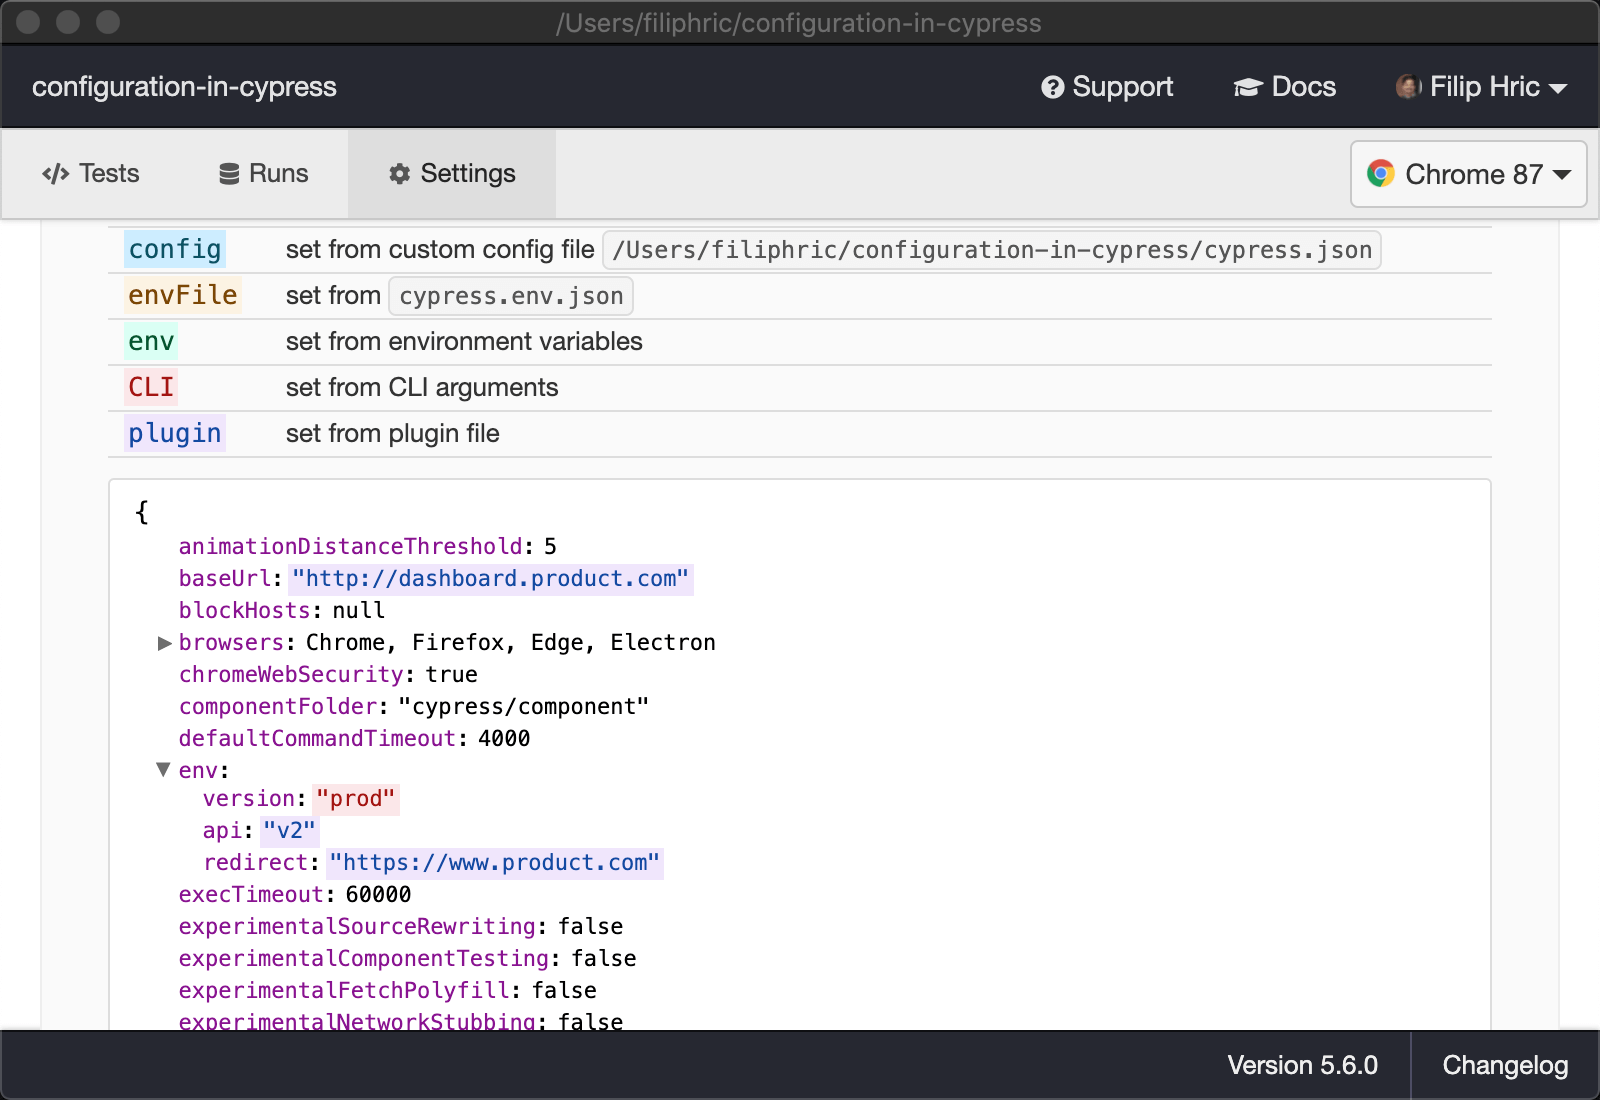 /Users/filiphric/configuration-in-cypress
configuration-in-cypress Support Docs Filip Hric
Tests Runs Settings Chrome 87
config set from custom config file /Users/filiphric/configuration-in-cypress/cypress.json
envFile set from cypress.env.json
env set from environment variables
CLI set from CLI arguments
plugin set from plugin file
{
animationDistanceThreshold: 5
baseUrl: "http://dashboard.product.com"
blockHosts: null
browsers: Chrome, Firefox, Edge, Electron
chromeWebSecurity: true
componentFolder: "cypress/component"
defaultCommandTimeout: 4000
env:
version: "prod"
api: "v2"
redirect: "https://www.product.com"
execTimeout: 60000
experimentalSourceRewriting: false
experimentalComponentTesting: false
experimentalFetchPolyfill: false
experimentalNetworkStubbing: false
Version 5.6.0 Changelog